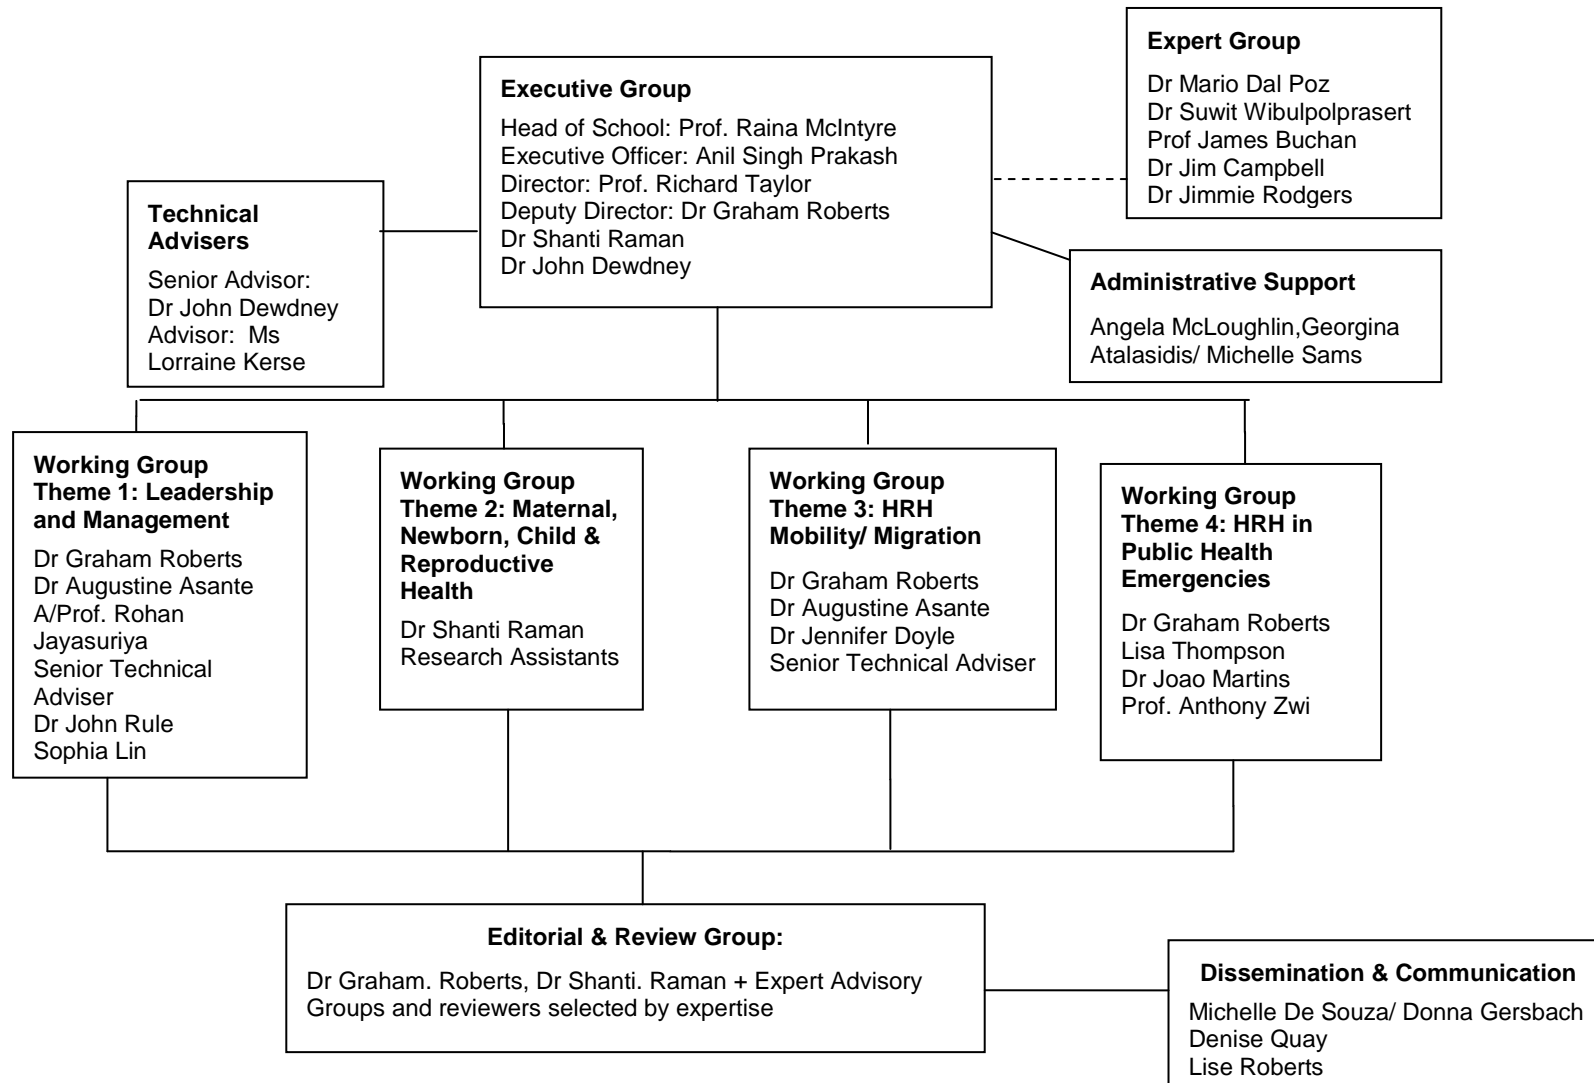 Expert Group
Dr Mario Dal Poz
Dr Suwit Wibulpolprasert
Prof James Buchan
Dr Jim Campbell
Dr Jimmie Rodgers
Executive Group
Head of School: Prof. Raina McIntyre
Executive Officer: Anil Singh Prakash
Director: Prof. Richard Taylor
Deputy Director: Dr Graham Roberts
Dr Shanti Raman
Dr John Dewdney
Technical
Advisers
Senior Advisor:
Dr John Dewdney
Advisor:  Ms
Lorraine Kerse
Administrative Support
Angela McLoughlin,Georgina
Atalasidis/ Michelle Sams
Working Group
Theme 1: Leadership
and Management
Dr Graham Roberts
Dr Augustine Asante
A/Prof. Rohan
Jayasuriya
Senior Technical
Adviser
Dr John Rule
Sophia Lin
Working Group
Theme 2: Maternal,
Newborn, Child &
Reproductive
Health
Dr Shanti Raman
Research Assistants
Working Group
Theme 3: HRH
Mobility/ Migration
Dr Graham Roberts
Dr Augustine Asante
Dr Jennifer Doyle
Senior Technical Adviser
Working Group
Theme 4: HRH in
Public Health
Emergencies
Dr Graham Roberts
Lisa Thompson
Dr Joao Martins
Prof. Anthony Zwi
Editorial & Review Group:
Dr Graham. Roberts, Dr Shanti. Raman + Expert Advisory
Groups and reviewers selected by expertise
Dissemination & Communication
Michelle De Souza/ Donna Gersbach
Denise Quay
Lise Roberts